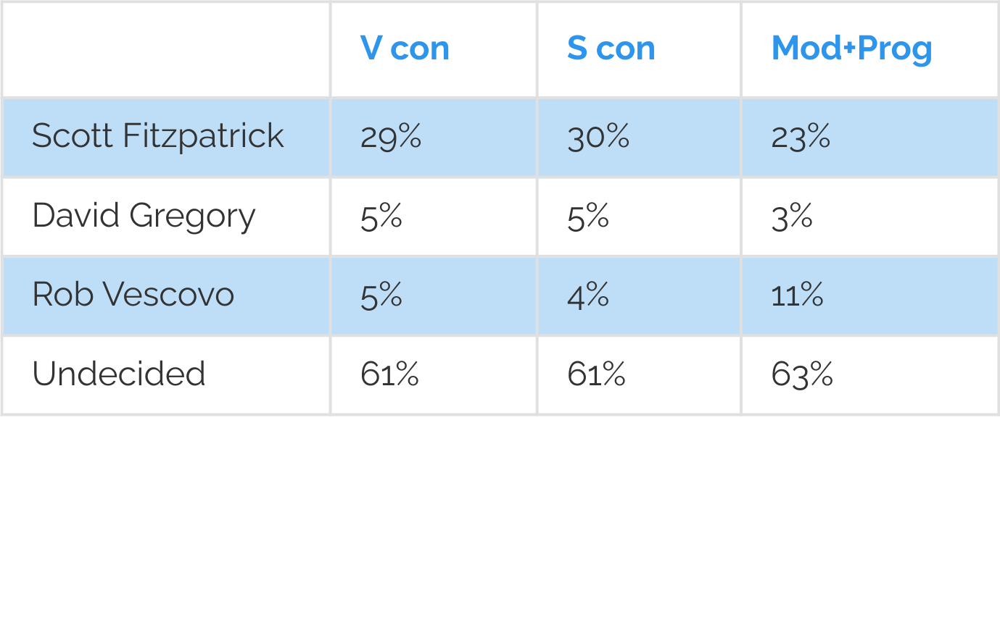 V con S con Mod+Prog
Scott Fitzpatrick 29% 30% 23%
David Gregory 5% 5% 3%
Rob Vescovo 5% 4% 11%
Undecided 61% 61% 63%